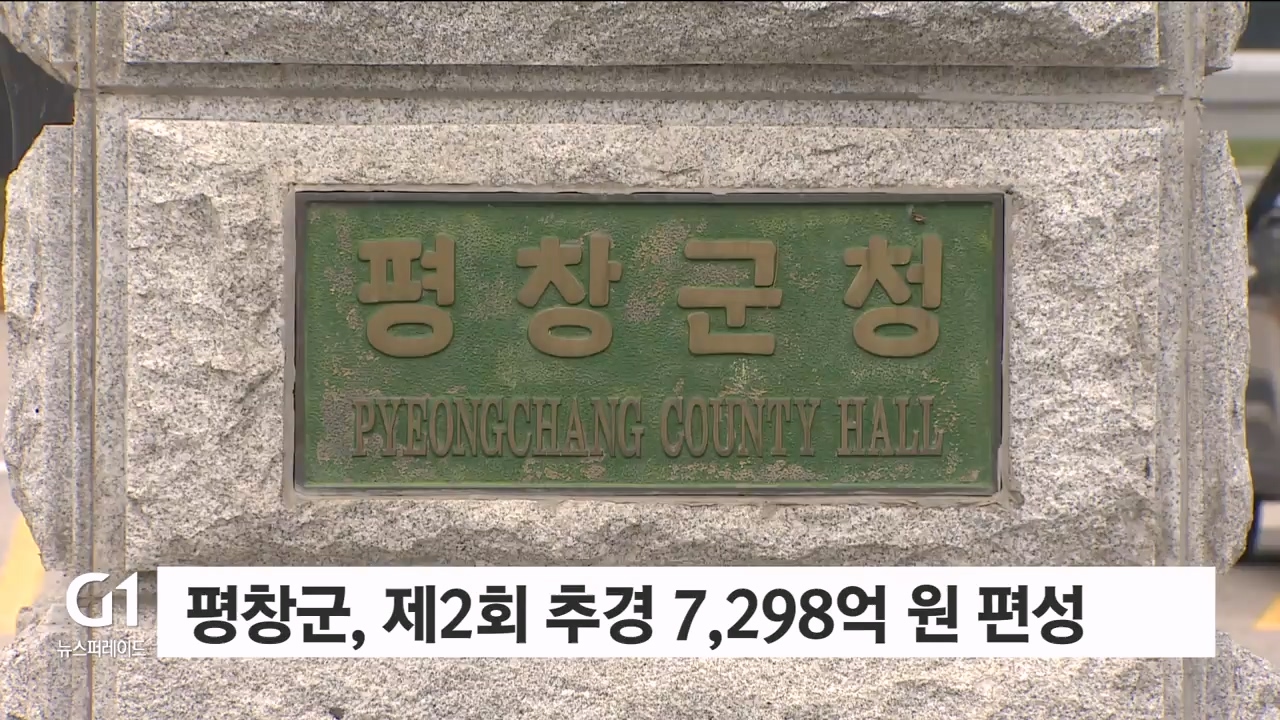 평창군청
PYEONGCHANG COUNTY HALL
G1
뉴스퍼레이드
평창군, 제2회 추경 7,298억 원 편성